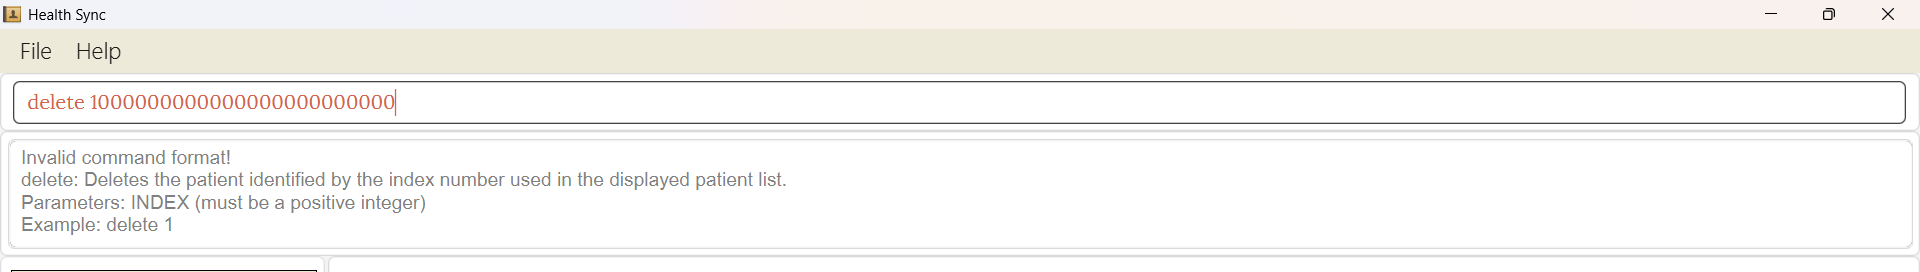 Health Sync
File Help
delete 1000000000000000000000000
Invalid command format!
delete: Deletes the patient identified by the index number used in the displayed patient list.
Parameters: INDEX (must be a positive integer)
Example: delete 1